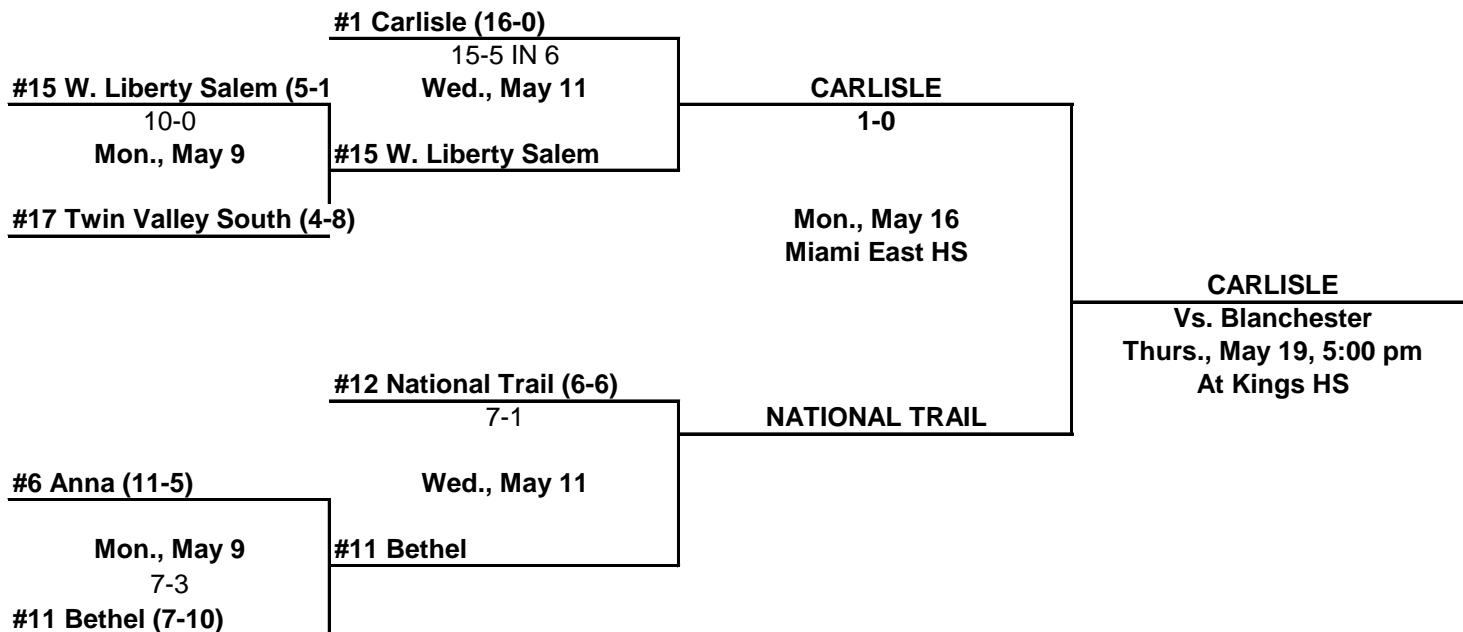 #1 Carlisle (16-0)
15-5 IN 6
#15 W. Liberty Salem (5-1
Wed., May 11
CARLISLE
10-0
1-0
Mon., May 9
#15 W. Liberty Salem
#17 Twin Valley South (4-8)
Mon., May 16
Miami East HS
CARLISLE
Vs. Blanchester
Thurs., May 19, 5:00 pm
At Kings HS
#12 National Trail (6-6)
7-1
NATIONAL TRAIL
#6 Anna (11-5)
Wed., May 11
Mon., May 9
#11 Bethel
7-3
#11 Bethel (7-10)